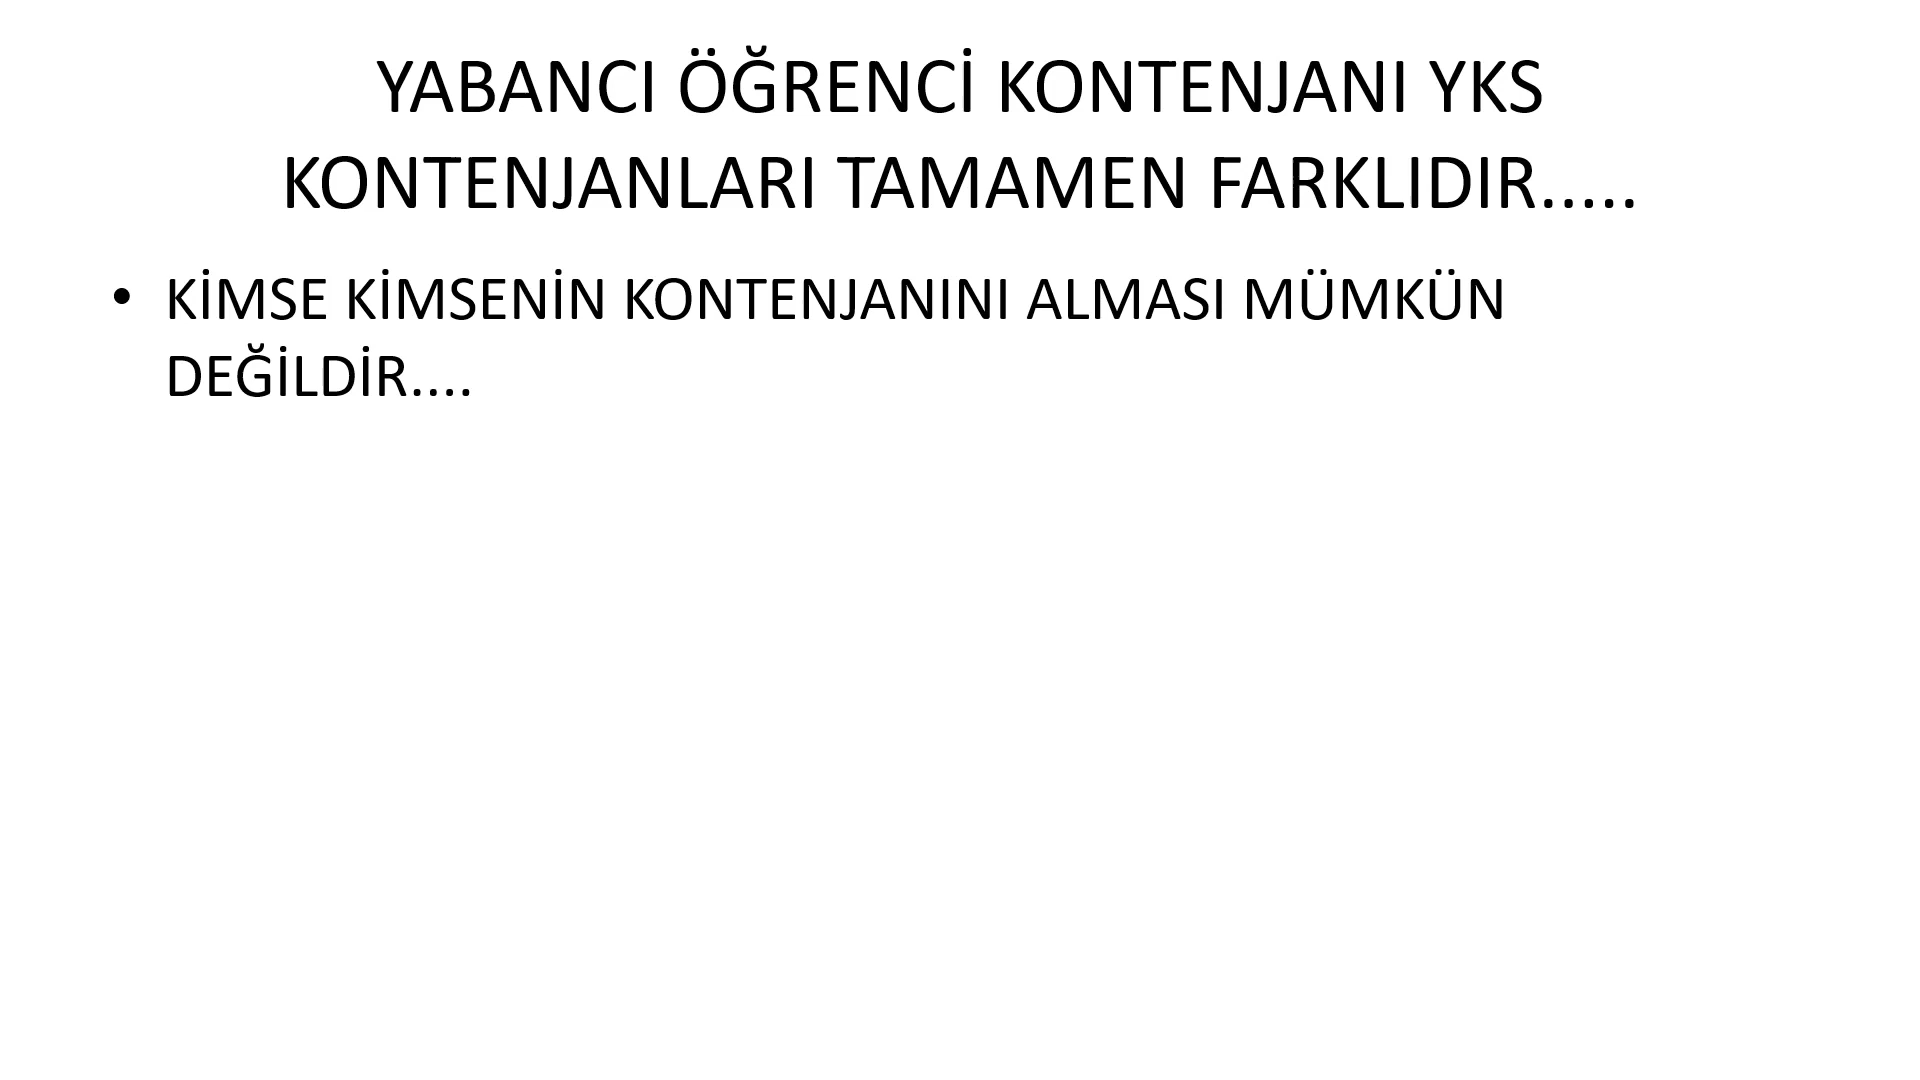 YABANCI ÖĞRENCİ KONTENJANI YKS
KONTENJANLARI TAMAMEN FARKLIDIR.....
• KİMSE KİMSENİN KONTENJANINI ALMASI MÜMKÜN
DEĞİLDİR....